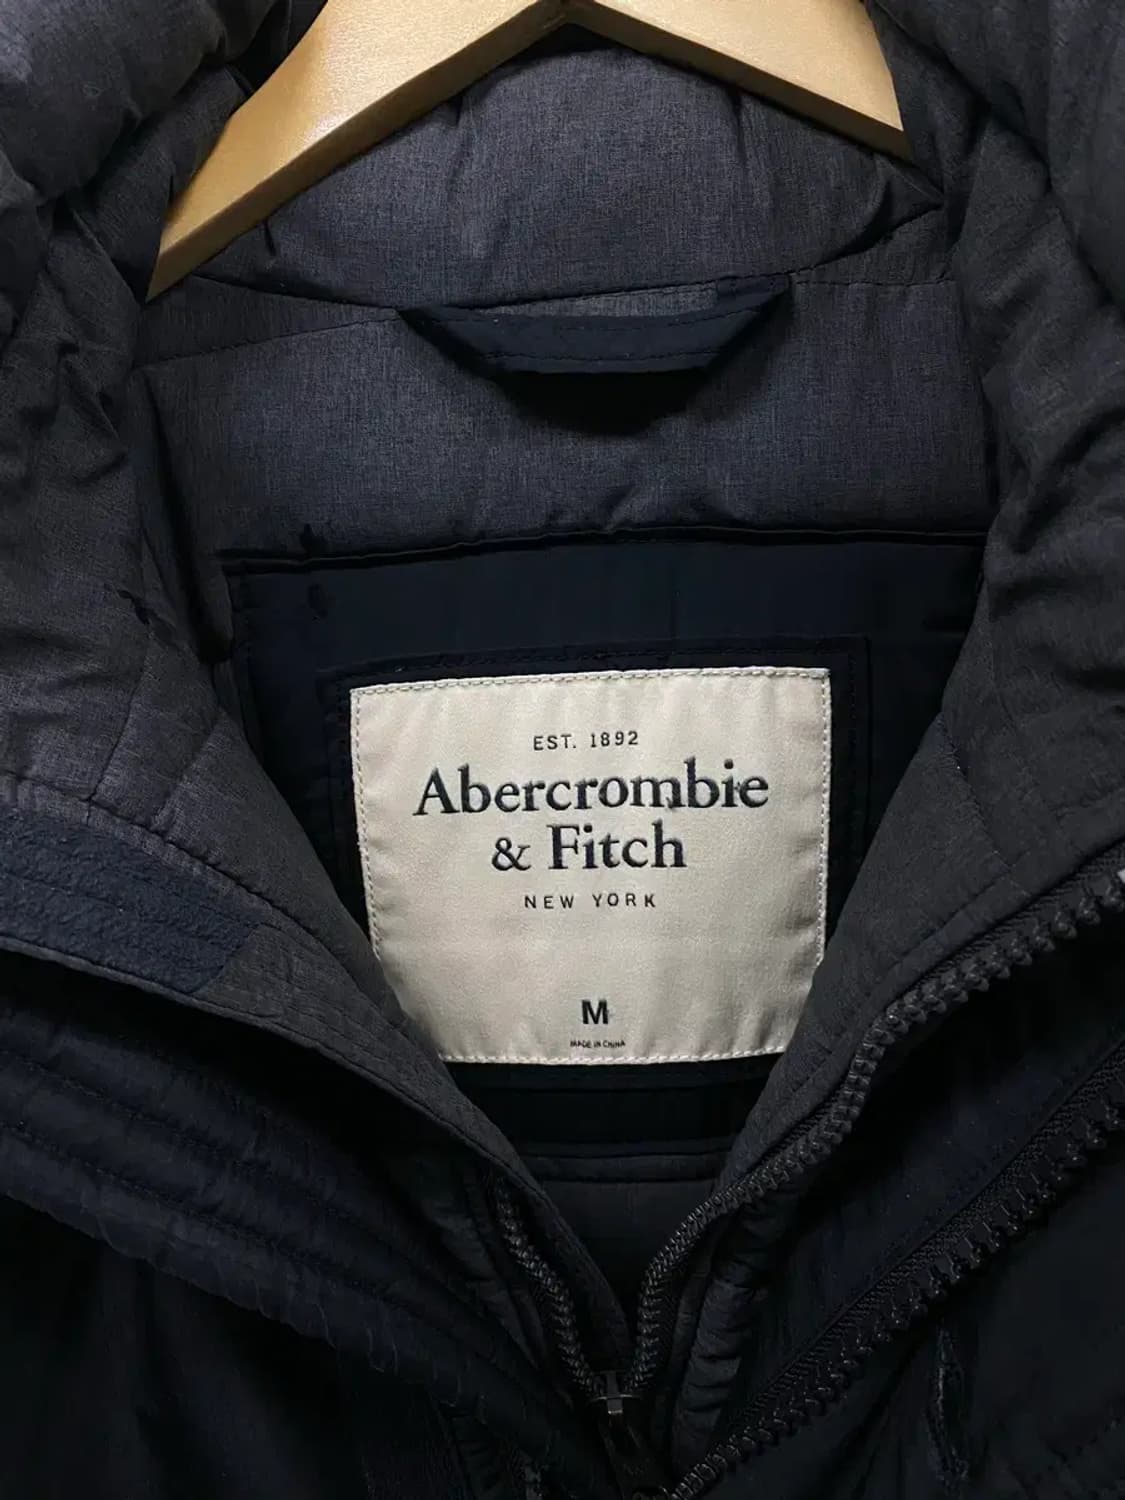 EST. 1892
Abercrombie
& Fitch
NEW YORK
M
MADE IN CHINA